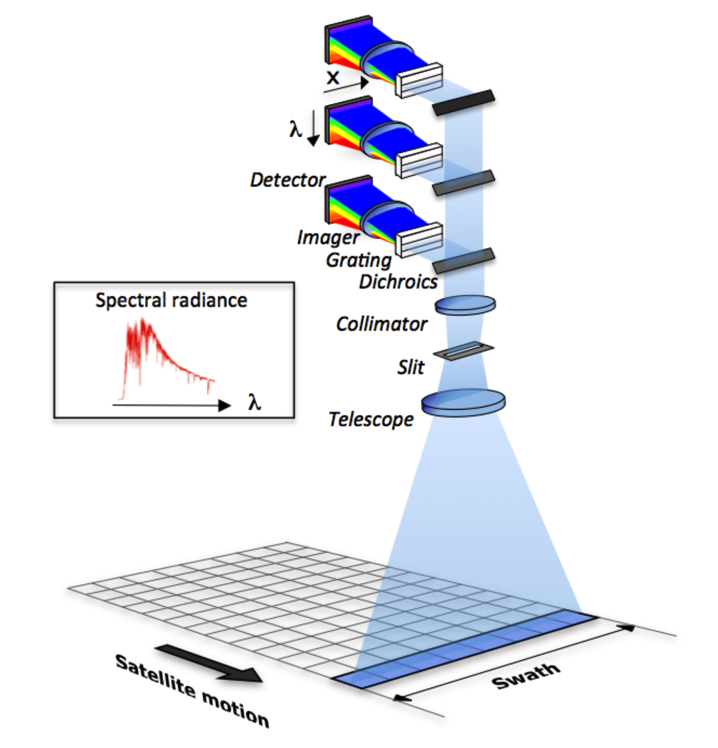 x
λ
Detector
Imager
Grating
Dichroics
Spectral radiance
Collimator
Slit
λ
Telescope
Satellite motion
Swath